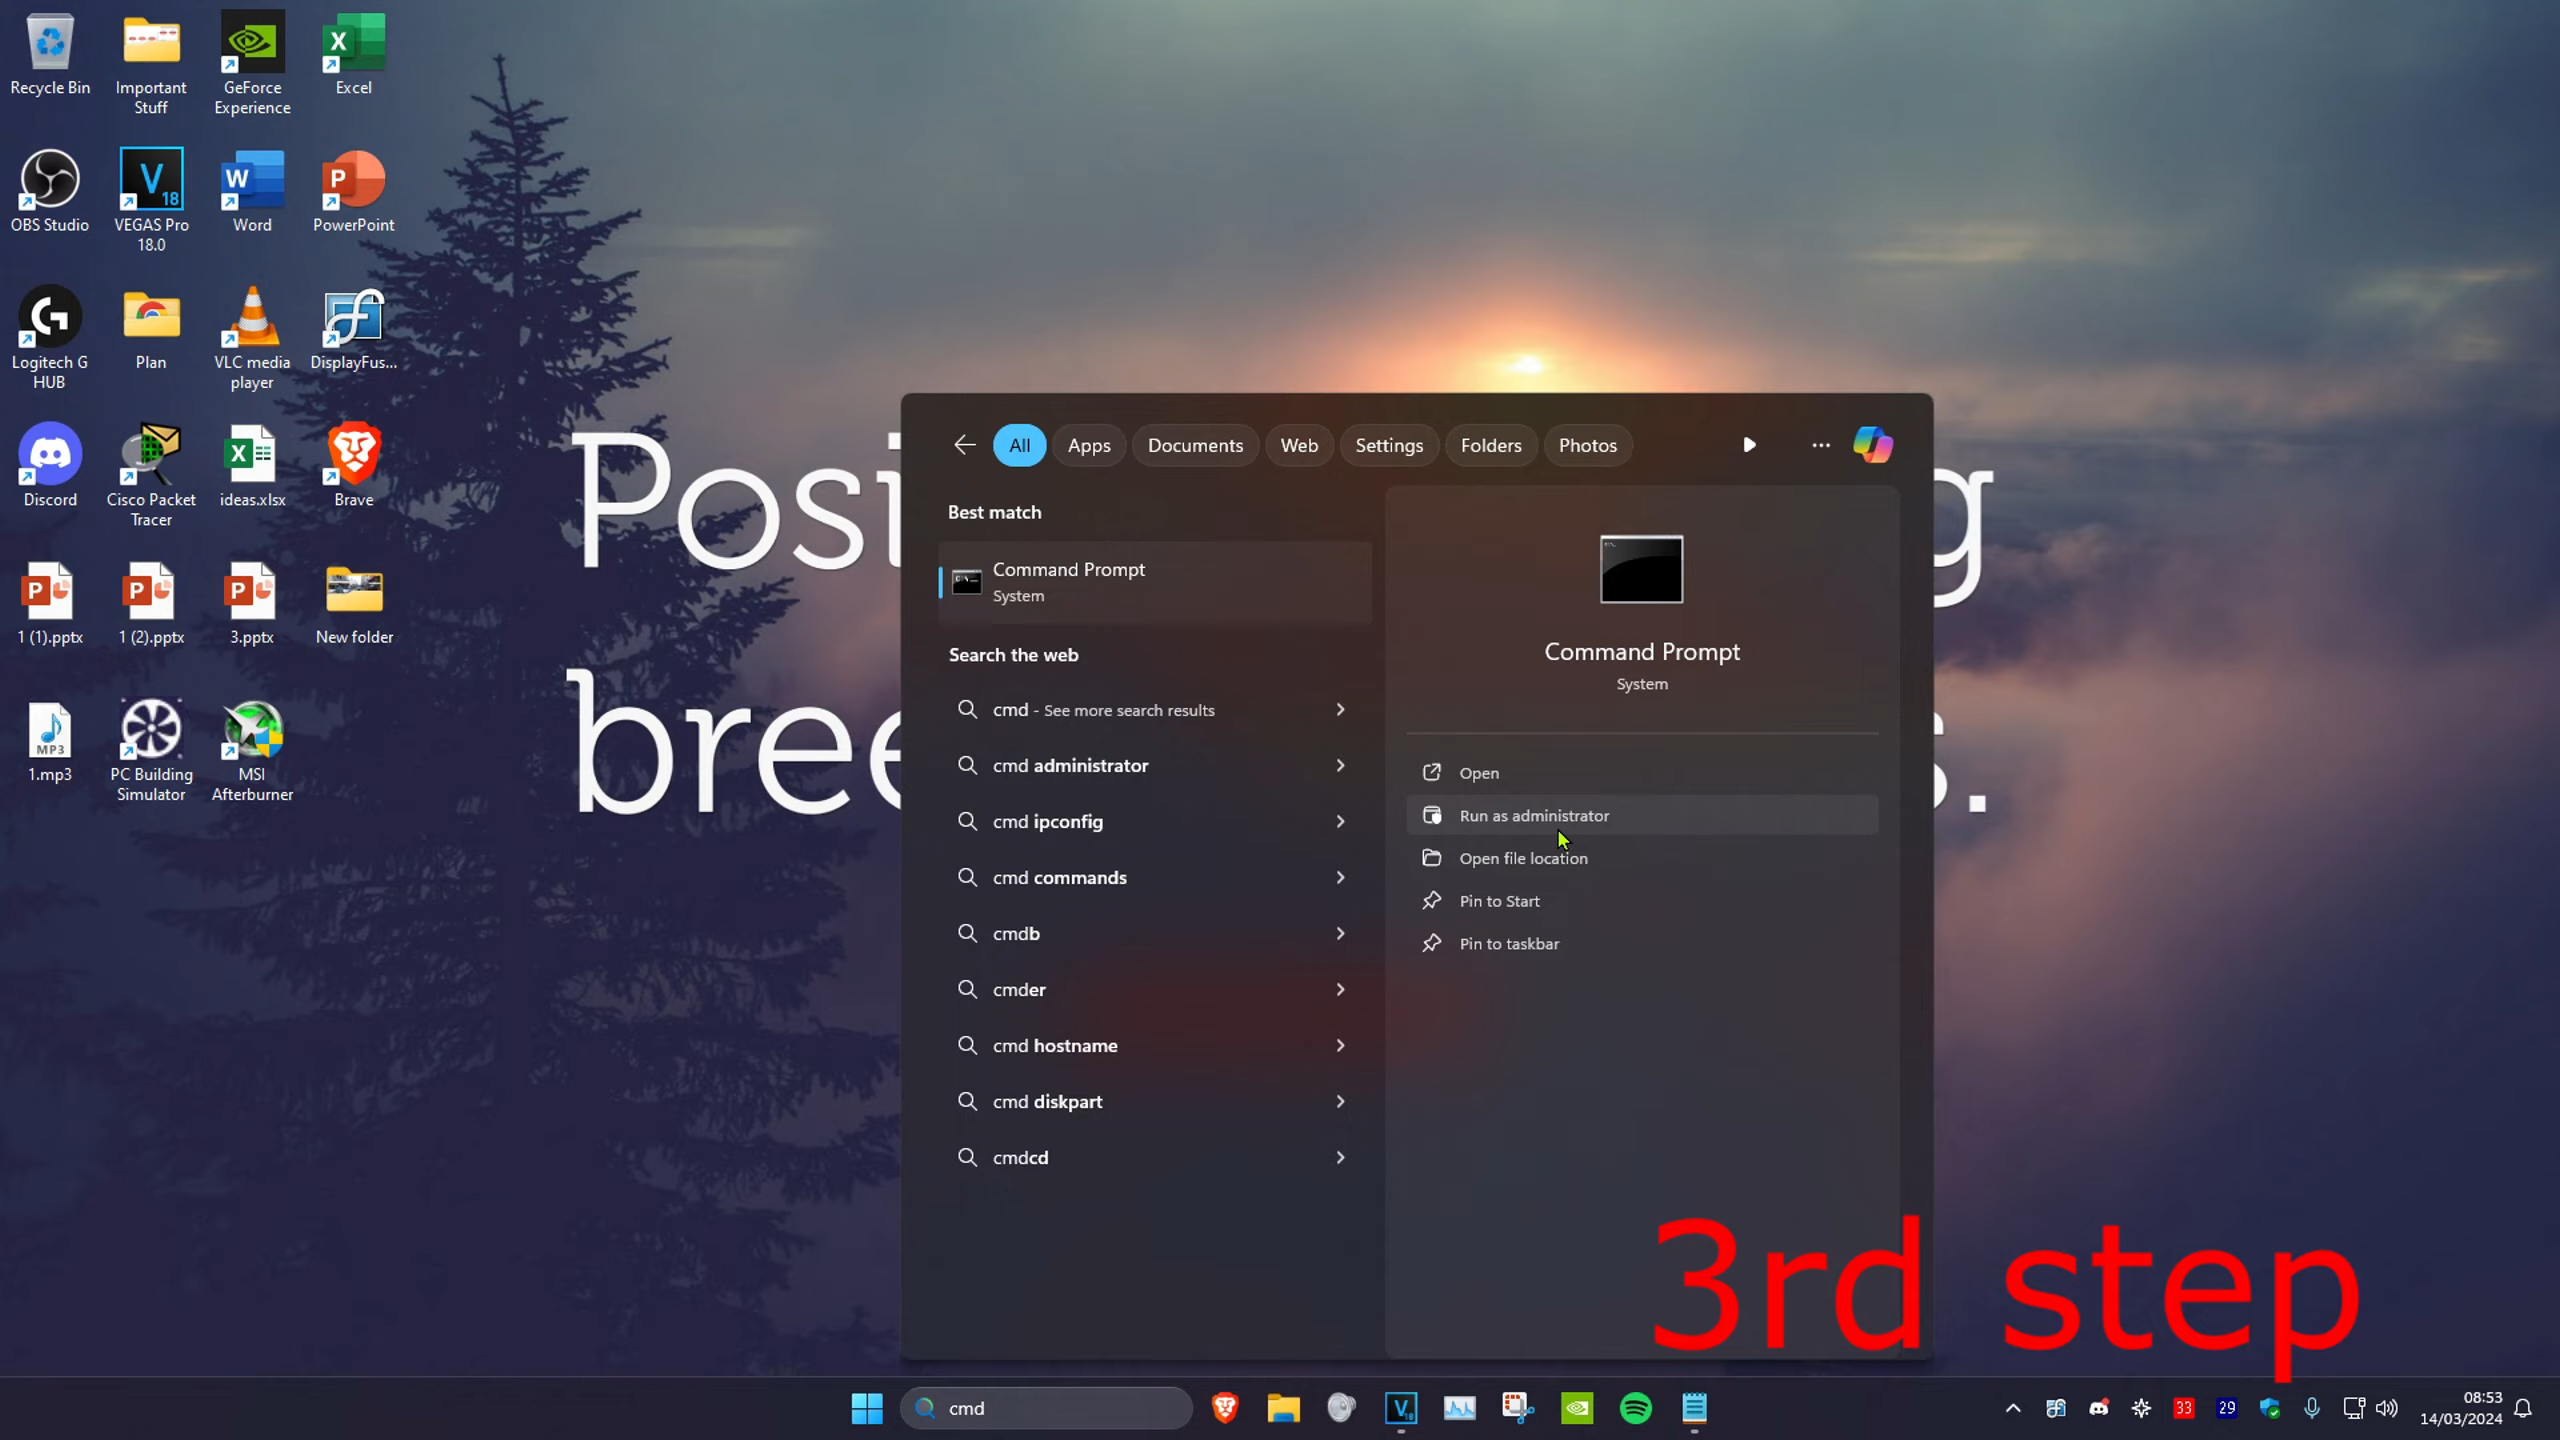 Recycle Bin
Important
Stuff
GeForce
Experience
Excel
OBS Studio
VEGAS Pro
18.0
Word
PowerPoint
Logitech G
HUB
Plan
VLC media
player
DisplayFus...
Discord
Cisco Packet
Tracer
ideas.xlsx
Brave
1 (1).pptx
1 (2).pptx
3.pptx
New folder
MP3
1.mp3
PC Building
Simulator
MSI
Afterburner
All
Apps
Documents
Web
Settings
Folders
Photos
...
Best match
Command Prompt
System
Search the web
cmd - See more search results
cmd administrator
cmd ipconfig
cmd commands
cmdb
cmder
cmd hostname
cmd diskpart
cmdcd
Command Prompt
System
Open
Run as administrator
Open file location
Pin to Start
Pin to taskbar
3rd step
cmd
33
29
08:53
14/03/2024